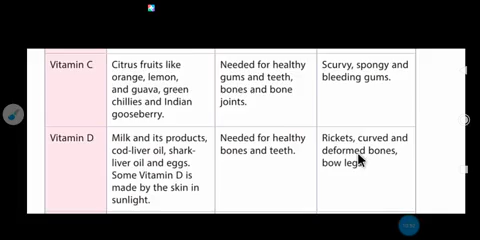 Vitamin C
Citrus fruits like
orange, lemon,
and guava, green
chillies and Indian
gooseberry.
Needed for healthy
gums and teeth,
bones and bone
joints.
Scurvy, spongy and
bleeding gums.
Vitamin D
Milk and its products,
cod-liver oil, shark-
liver oil and eggs.
Some Vitamin D is
made by the skin in
sunlight.
Needed for healthy
bones and teeth.
Rickets, curved and
deformed bones,
bow legs